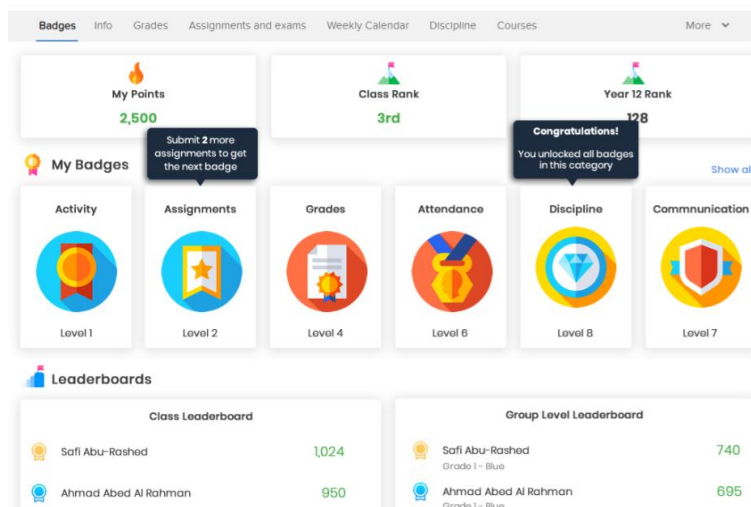 Badges Info Grades Assignments and exams Weekly Calendar Discipline Courses More
My Points
2,500
Class Rank
3rd
Year 12 Rank
128
Submit 2 more
assignments to get
the next badge
Congratulations!
You unlocked all badges
in this category
My Badges
Show al
Activity
Level 1
Assignments
Level 2
Grades
Level 4
Attendance
Level 6
Discipline
Level 8
Commnunication
Level 7
Leaderboards
Class Leaderboard
Safi Abu-Rashed 1,024
Ahmad Abed Al Rahman 950
Group Level Leaderboard
Safi Abu-Rashed 740
Grade 1 - Blue
Ahmad Abed Al Rahman 695
Grade 1 - Blue